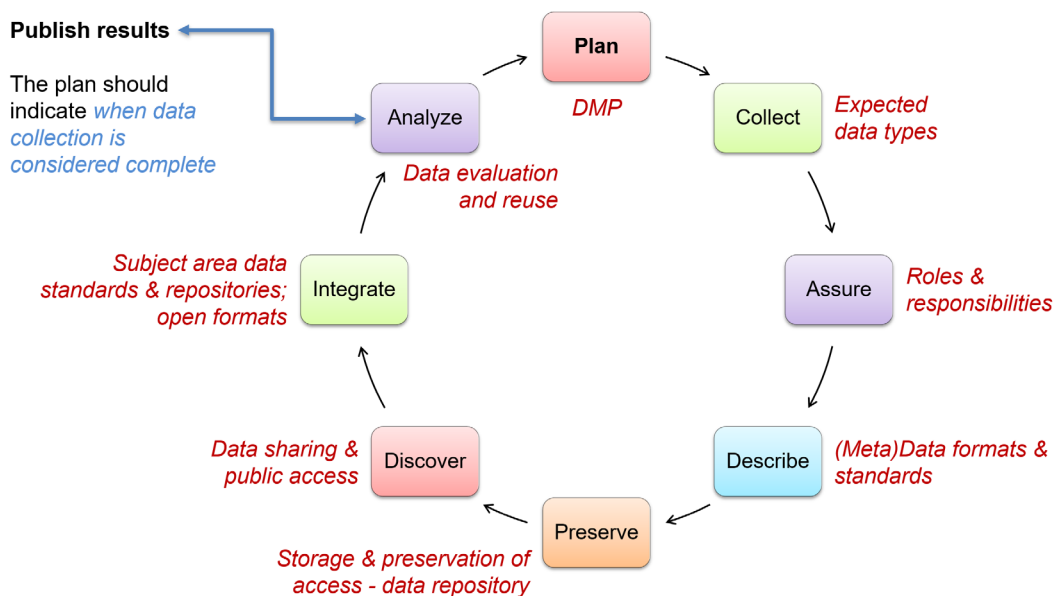 Publish results
The plan should
indicate when data
collection is
considered complete
Plan
DMP
Collect
Expected
data types
Assure
Roles &
responsibilities
Describe
(Meta)Data formats &
standards
Preserve
Storage & preservation of
access - data repository
Discover
Data sharing &
public access
Integrate
Subject area data
standards & repositories;
open formats
Analyze
Data evaluation
and reuse